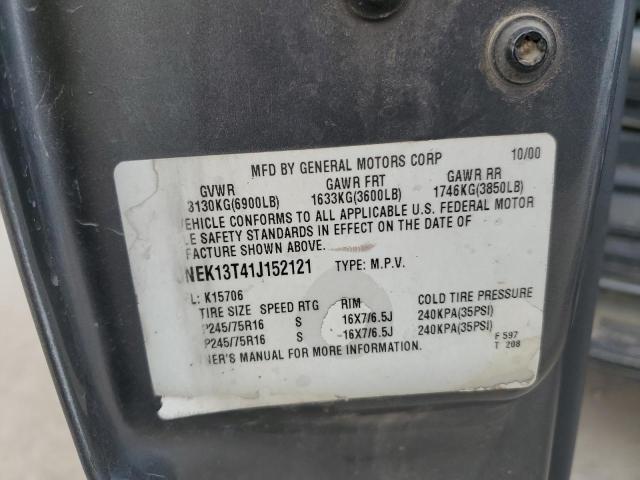 MFD BY GENERAL MOTORS CORP 10/00
GVWR GAWR FRT GAWR RR
3130KG(6900LB) 1633KG(3600LB) 1746KG(3850LB)
EHICLE CONFORMS TO ALL APPLICABLE U.S. FEDERAL MOTOR
LE SAFETY STANDARDS IN EFFECT ON THE DATE OF
FACTURE SHOWN ABOVE.
NEK13T41J152121 TYPE: M.P.V.
L: K15706
TIRE SIZE SPEED RTG RIM COLD TIRE PRESSURE
P245/75R16 S 16X7/6.5J 240KPA(35PSI)
P245/75R16 S 16X7/6.5J 240KPA(35PSI)
ER'S MANUAL FOR MORE INFORMATION.
F 597
T 208